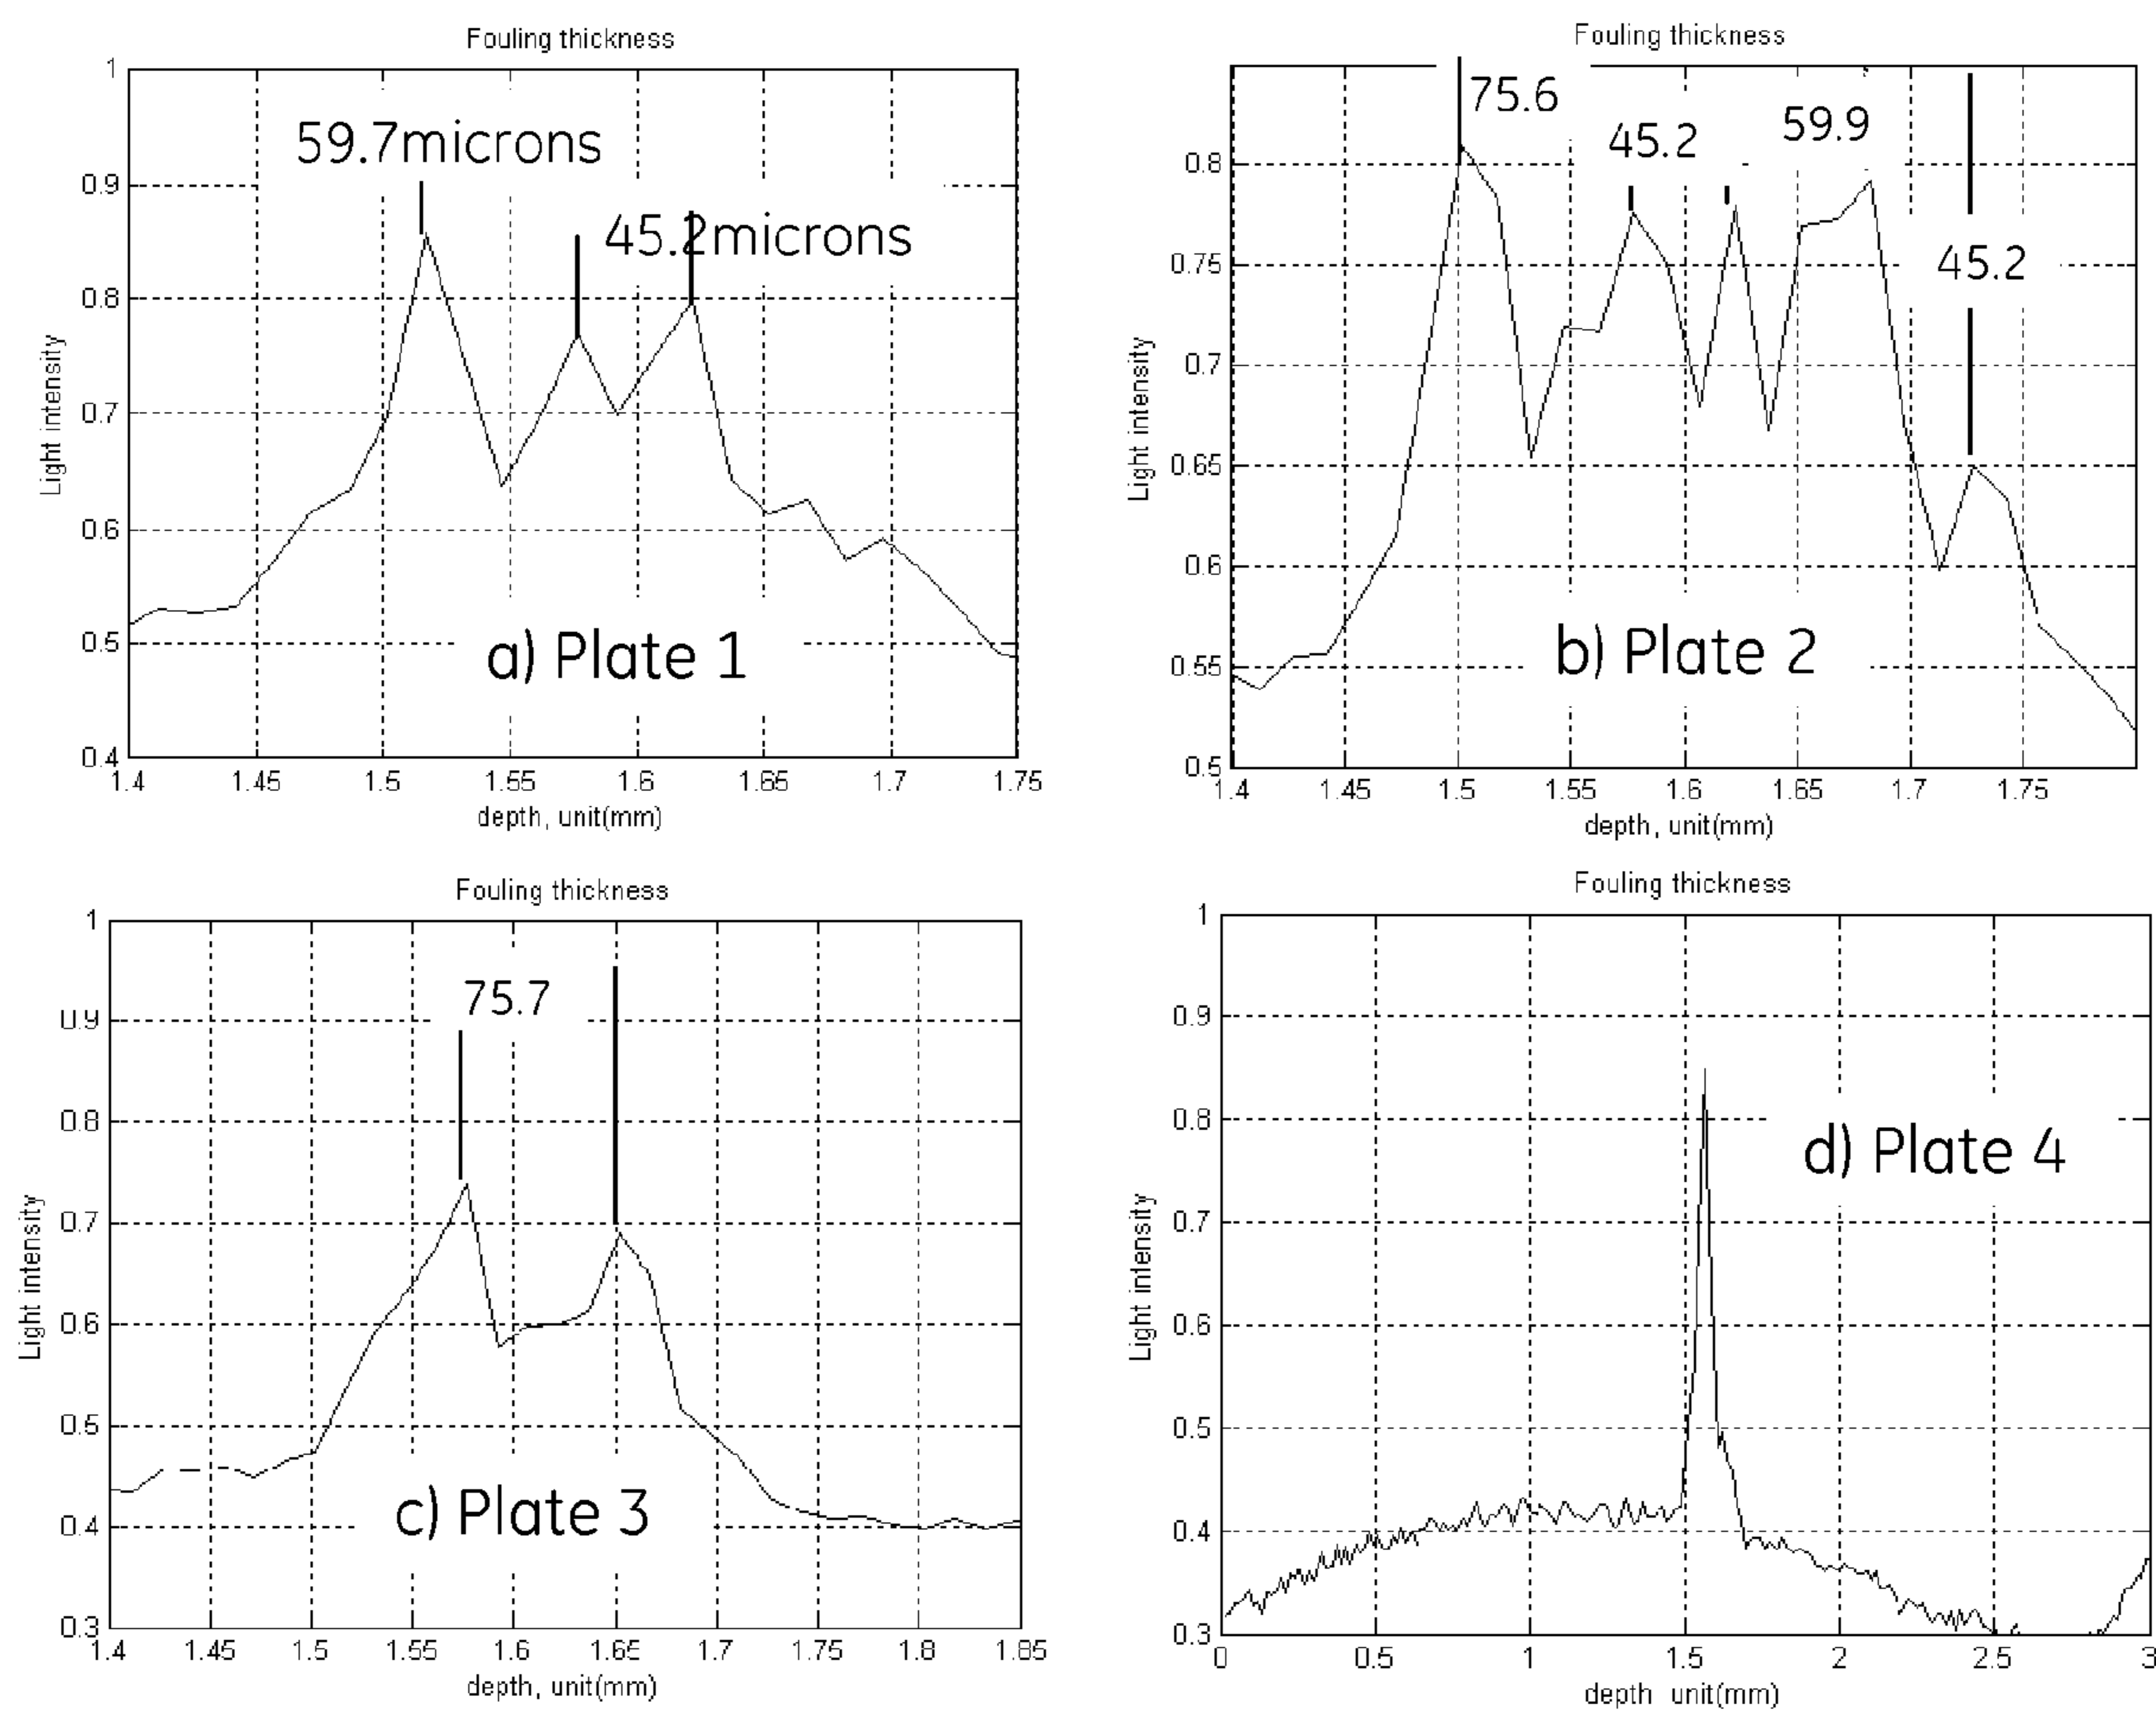 Fouling thickness
1
0.9
0.8
0.7
0.6
0.5
0.4
Light intensity
59.7microns
45.2microns
a) Plate 1
1.4 1.45 1.5 1.55 1.6 1.65 1.7 1.75
depth, unit(mm)
Fouling thickness
0.8
0.75
0.7
0.65
0.6
0.55
0.5
Light intensity
75.6
45.2
59.9
45.2
b) Plate 2
1.4 1.45 1.5 1.55 1.6 1.65 1.7 1.75
depth, unit(mm)
Fouling thickness
1
0.9
0.8
0.7
0.6
0.5
0.4
0.3
Light intensity
75.7
c) Plate 3
1.4 1.45 1.5 1.55 1.6 1.65 1.7 1.75 1.8 1.85
depth, unit(mm)
Fouling thickness
1
0.9
0.8
0.7
0.6
0.5
0.4
0.3
Light intensity
d) Plate 4
0 0.5 1 1.5 2 2.5 3
depth unit(mm)